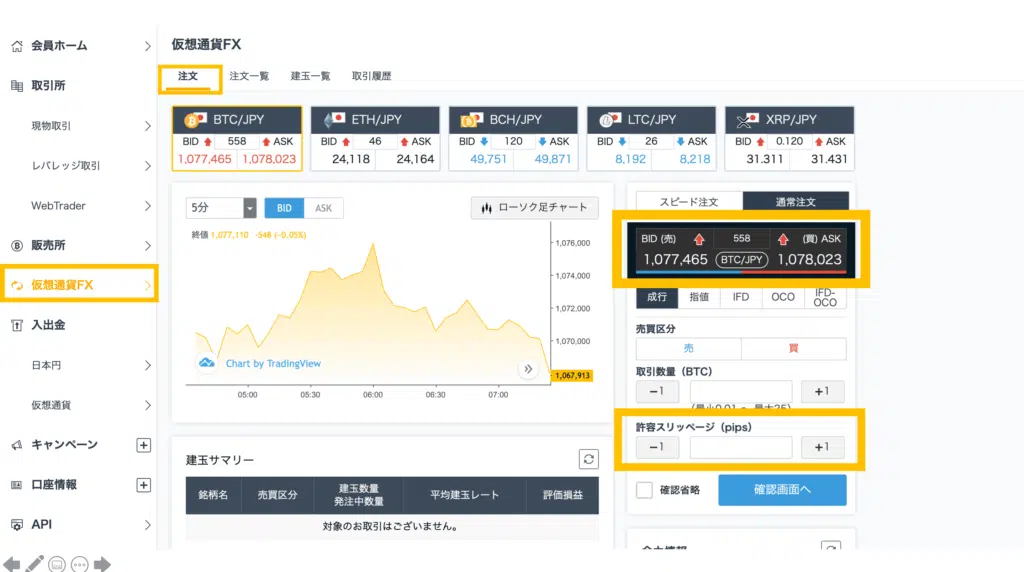 会員ホーム
取引所
現物取引
レバレッジ取引
WebTrader
販売所
仮想通貨FX
入出金
日本円
仮想通貨
キャンペーン
口座情報
API
仮想通貨FX
注文 注文一覧 建玉一覧 取引履歴
BTC/JPY
BID 558 ASK
1,077,465 1,078,023
ETH/JPY
BID 46 ASK
24,118 24,164
BCH/JPY
BID 120 ASK
49,751 49,871
LTC/JPY
BID 26 ASK
8,192 8,218
XRP/JPY
BID 0.120 ASK
31.311 31.431
5分 BID ASK ローソク足チャート
終値 1,077,110 -548 (-0.05%)
1,076,000
1,074,000
1,072,000
1,070,000
1,067,913
Chart by TradingView
05:00 05:30 06:00 06:30 07:00
建玉サマリー
銘柄名 売買区分 建玉数量 発注中数量 平均建玉レート 評価損益
対象のお取引はございません。
スピード注文 通常注文
BID (売) 558 (買) ASK
1,077,465 BTC/JPY 1,078,023
成行 指値 IFD OCO IFD-OCO
売買区分
売 買
取引数量（BTC）
−1 +1
(最小0.01 ～ 最大25)
許容スリッページ（pips）
−1 +1
確認省略 確認画面へ